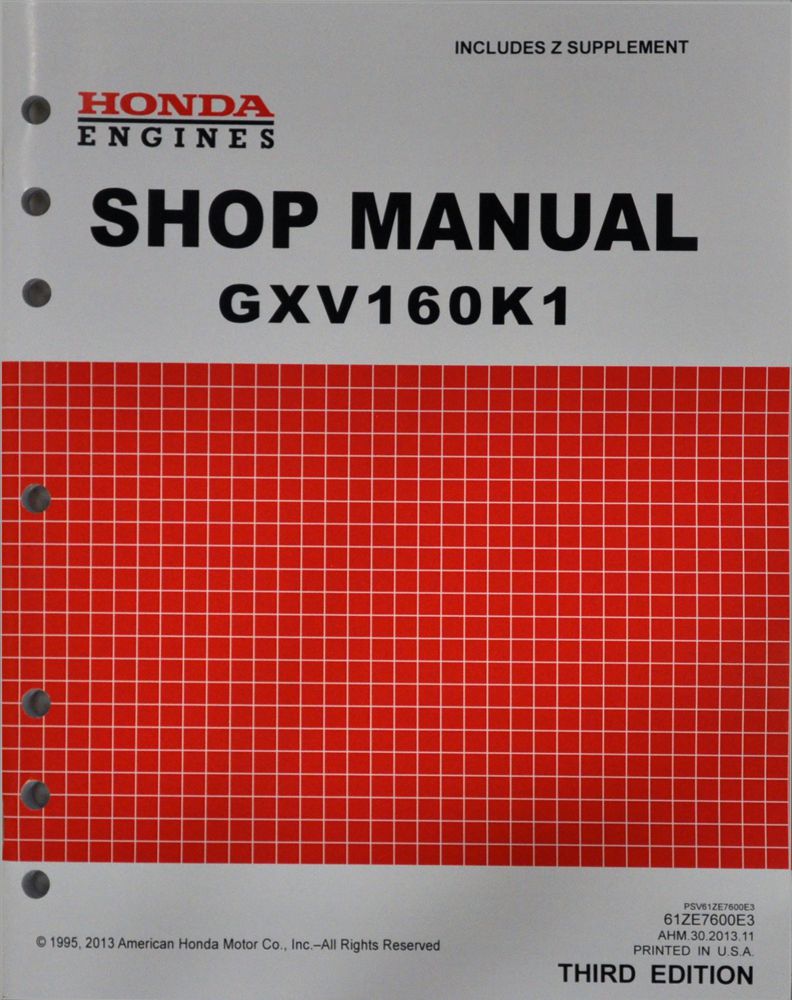 INCLUDES Z SUPPLEMENT
HONDA
ENGINES
SHOP MANUAL
GXV160K1
PSV61ZE7600E3
61ZE7600E3
AHM.30.2013.11
PRINTED IN U.S.A.
© 1995, 2013 American Honda Motor Co., Inc.–All Rights Reserved
THIRD EDITION